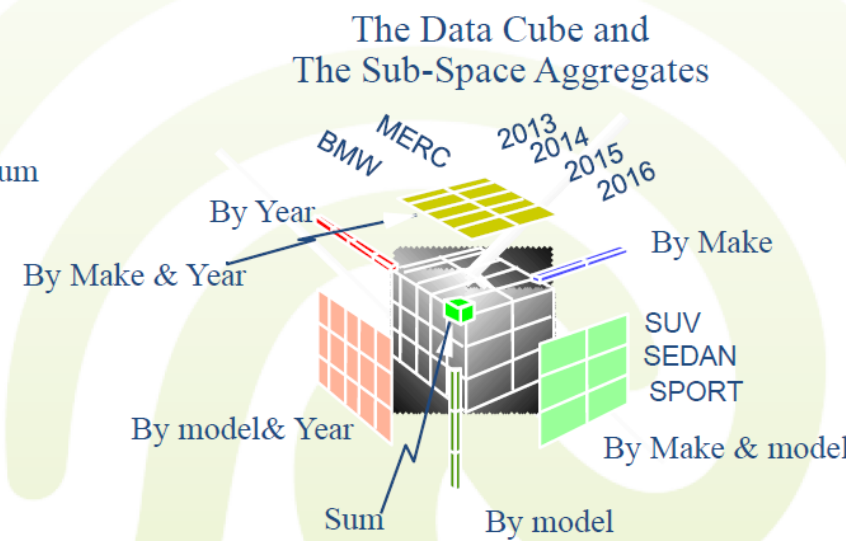 The Data Cube and
The Sub-Space Aggregates
um
BMW
MERC
2013
2014
2015
2016
By Year
By Make
By Make & Year
SUV
SEDAN
SPORT
By model& Year
By Make & model
Sum
By model